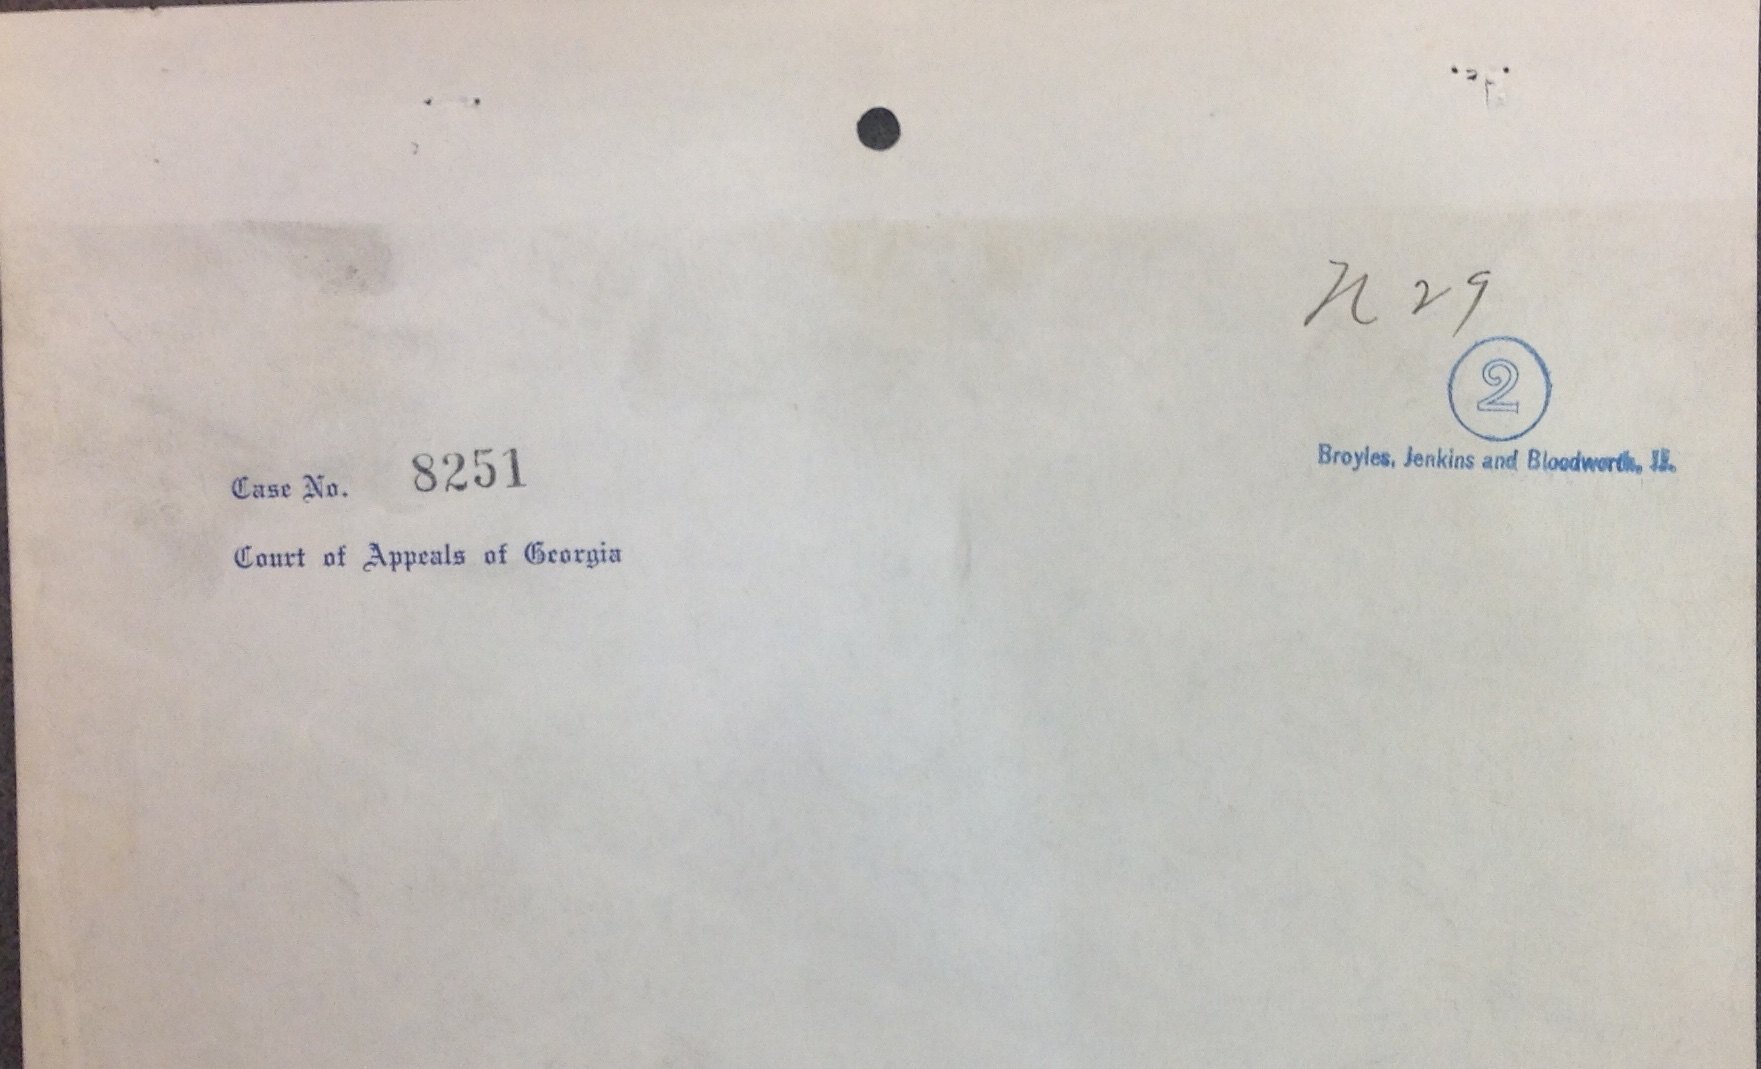 N 29
2
Broyles, Jenkins and Bloodworth, JJ.
Case No. 8251
Court of Appeals of Georgia